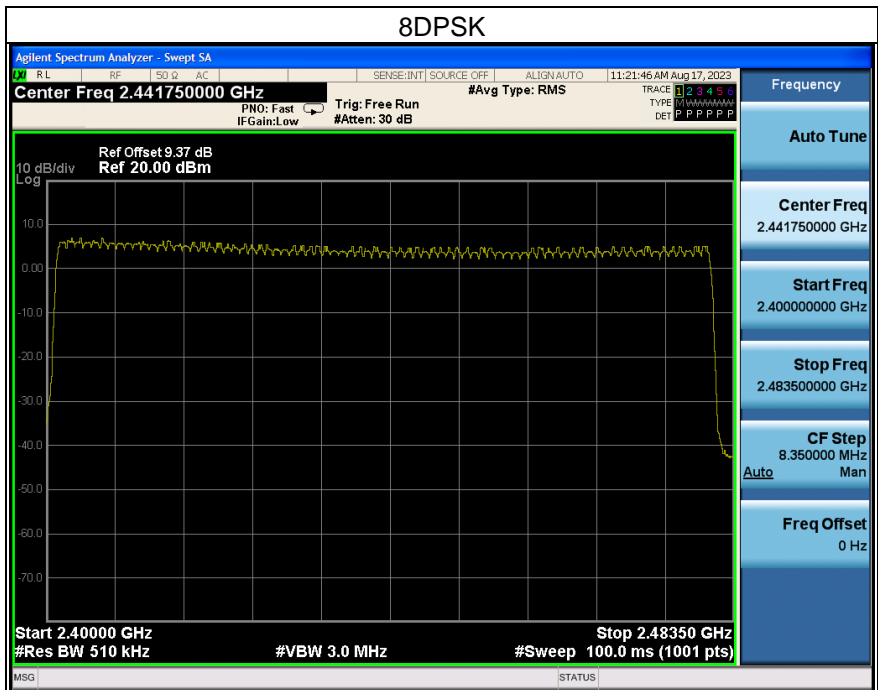 8DPSK
Agilent Spectrum Analyzer - Swept SA
LXI RL RF 50 Ω AC SENSE:INT SOURCE OFF ALIGN AUTO 11:21:46 AM Aug 17, 2023
Center Freq 2.441750000 GHz #Avg Type: RMS TRACE 1 2 3 4 5 6
PNO: Fast Trig: Free Run TYPE M WWWWW
IFGain:Low #Atten: 30 dB DET P P P P P P
Ref Offset 9.37 dB
10 dB/div Ref 20.00 dBm
Log
10.0
0.00
-10.0
-20.0
-30.0
-40.0
-50.0
-60.0
-70.0
Start 2.40000 GHz Stop 2.48350 GHz
#Res BW 510 kHz #VBW 3.0 MHz #Sweep 100.0 ms (1001 pts)
MSG STATUS
Frequency
Auto Tune
Center Freq
2.441750000 GHz
Start Freq
2.400000000 GHz
Stop Freq
2.483500000 GHz
CF Step
8.350000 MHz
Auto Man
Freq Offset
0 Hz